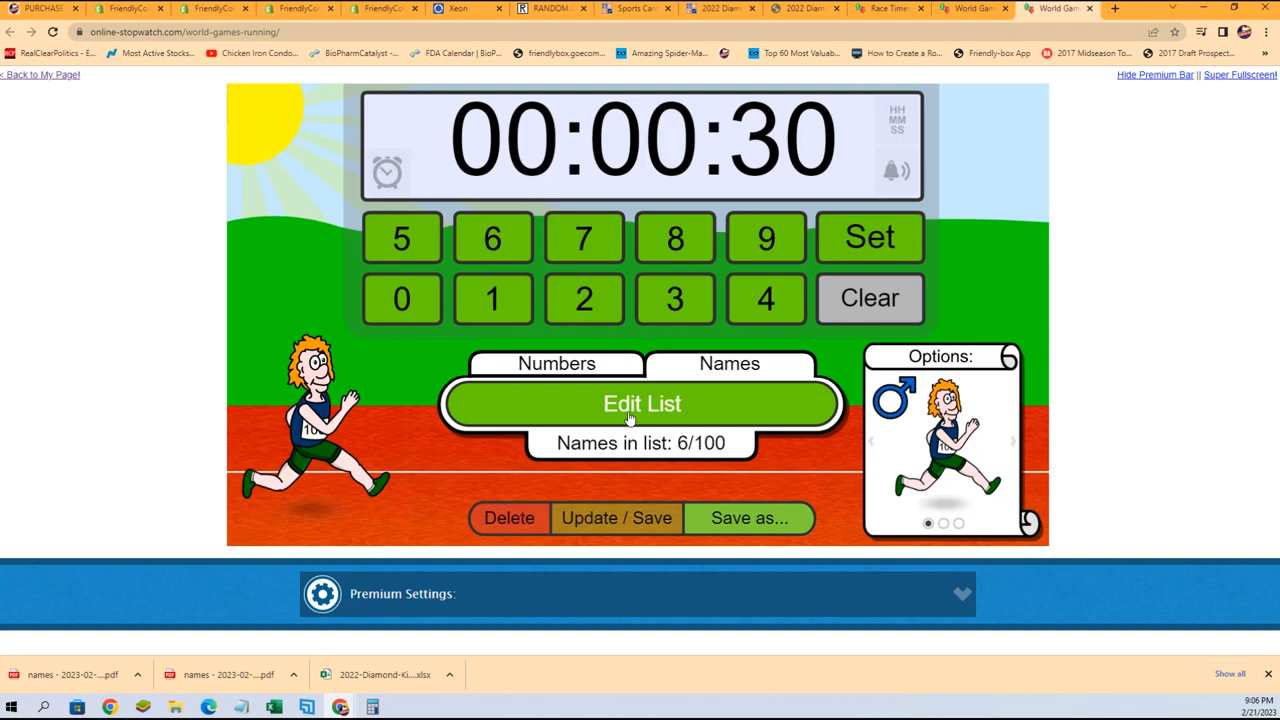 PURCHASE
FriendlyCo
FriendlyCo
FriendlyCo
FriendlyCo
Xeon
RANDOM.
Sports Car
2022 Diam
2022 Diam
Race Time
World Gam
World Gam
online-stopwatch.com/world-games-running/
RealClearPolitics - E...
Most Active Stocks...
Chicken Iron Condo...
BioPharmCatalyst -...
FDA Calendar | BioP...
friendlybox.goecom...
Amazing Spider-Ma...
Top 60 Most Valuab...
How to Create a Ro...
Friendly-box App
2017 Midseason To...
2017 Draft Prospect...
< Back to My Page!
Hide Premium Bar || Super Fullscreen!
00:00:30
HH
MM
SS
5 6 7 8 9 Set
0 1 2 3 4 Clear
Numbers Names
Options:
Edit List
Names in list: 6/100
Delete Update / Save Save as...
Premium Settings:
names - 2023-02-....pdf
names - 2023-02-....pdf
2022-Diamond-Ki....xlsx
Show all
9:06 PM
2/21/2023